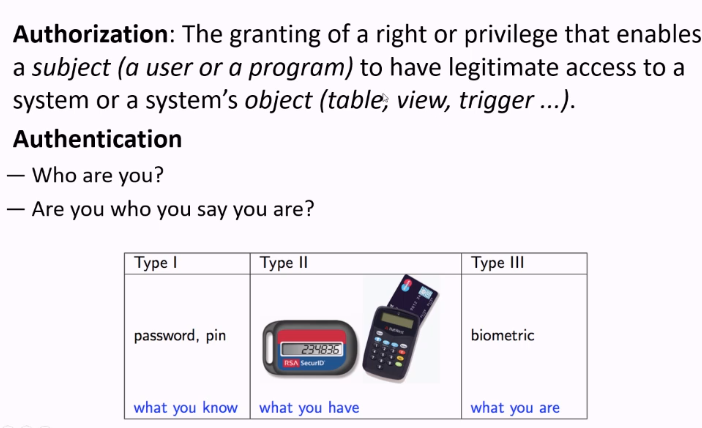 Authorization: The granting of a right or privilege that enables
a subject (a user or a program) to have legitimate access to a
system or a system's object (table, view, trigger ...).
Authentication
— Who are you?
— Are you who you say you are?
Type I
Type II
Type III
password, pin
RSA SecurID
biometric
what you know
what you have
what you are